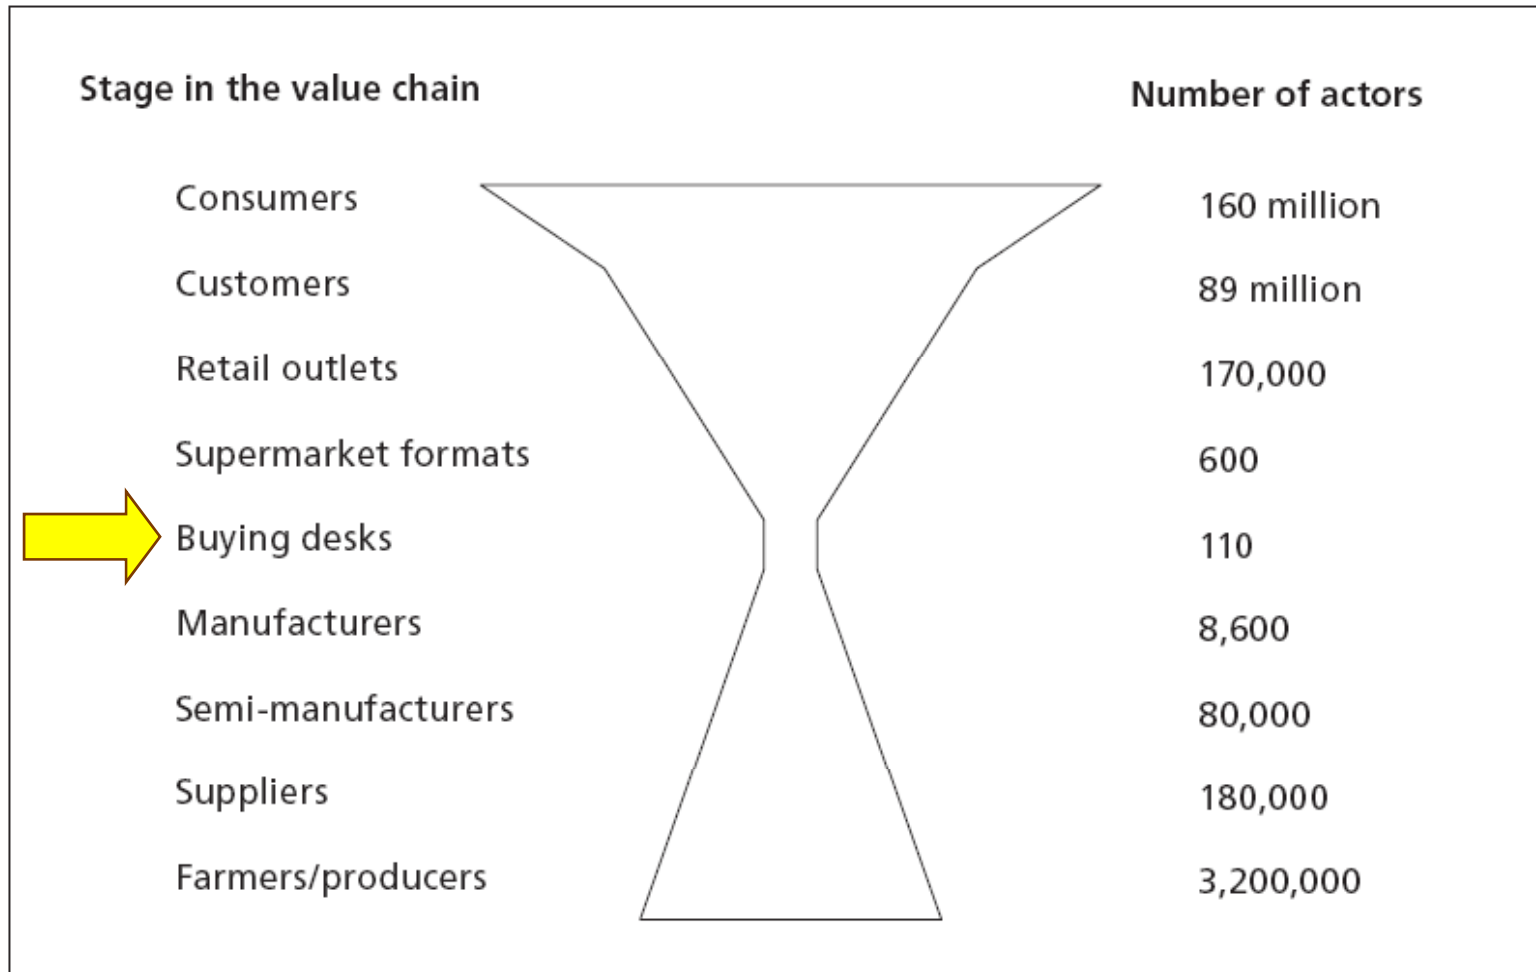 Stage in the value chain Number of actors
Consumers 160 million
Customers 89 million
Retail outlets 170,000
Supermarket formats 600
Buying desks 110
Manufacturers 8,600
Semi-manufacturers 80,000
Suppliers 180,000
Farmers/producers 3,200,000